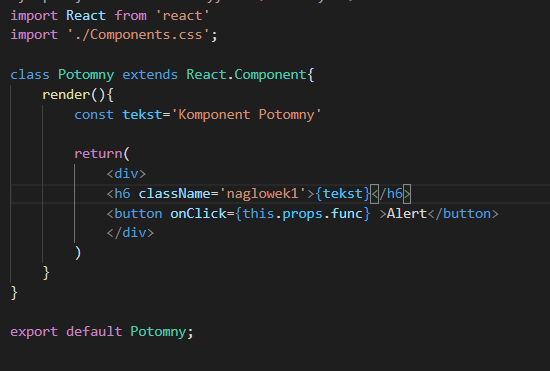 import React from 'react'
import './Components.css';
class Potomny extends React.Component{
render(){
const tekst='Komponent Potomny'
return(
<div>
<h6 className='naglowek1'>{tekst}</h6>
<button onClick={this.props.func} >Alert</button>
</div>
)
}
}
export default Potomny;